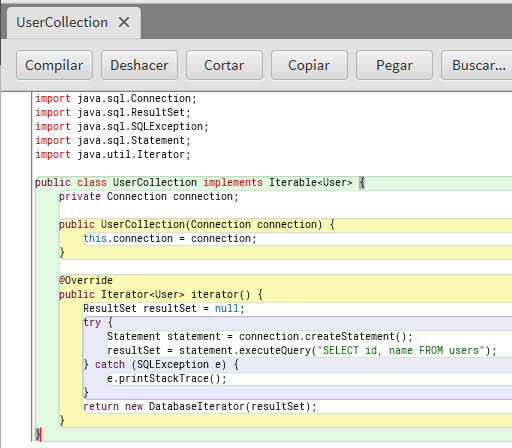 UserCollection ✕
Compilar Deshacer Cortar Copiar Pegar Buscar...
import java.sql.Connection;
import java.sql.ResultSet;
import java.sql.SQLException;
import java.sql.Statement;
import java.util.Iterator;
public class UserCollection implements Iterable<User> {
    private Connection connection;
    public UserCollection(Connection connection) {
        this.connection = connection;
    }
    @Override
    public Iterator<User> iterator() {
        ResultSet resultSet = null;
        try {
            Statement statement = connection.createStatement();
            resultSet = statement.executeQuery("SELECT id, name FROM users");
        } catch (SQLException e) {
            e.printStackTrace();
        }
        return new DatabaseIterator(resultSet);
    }
}